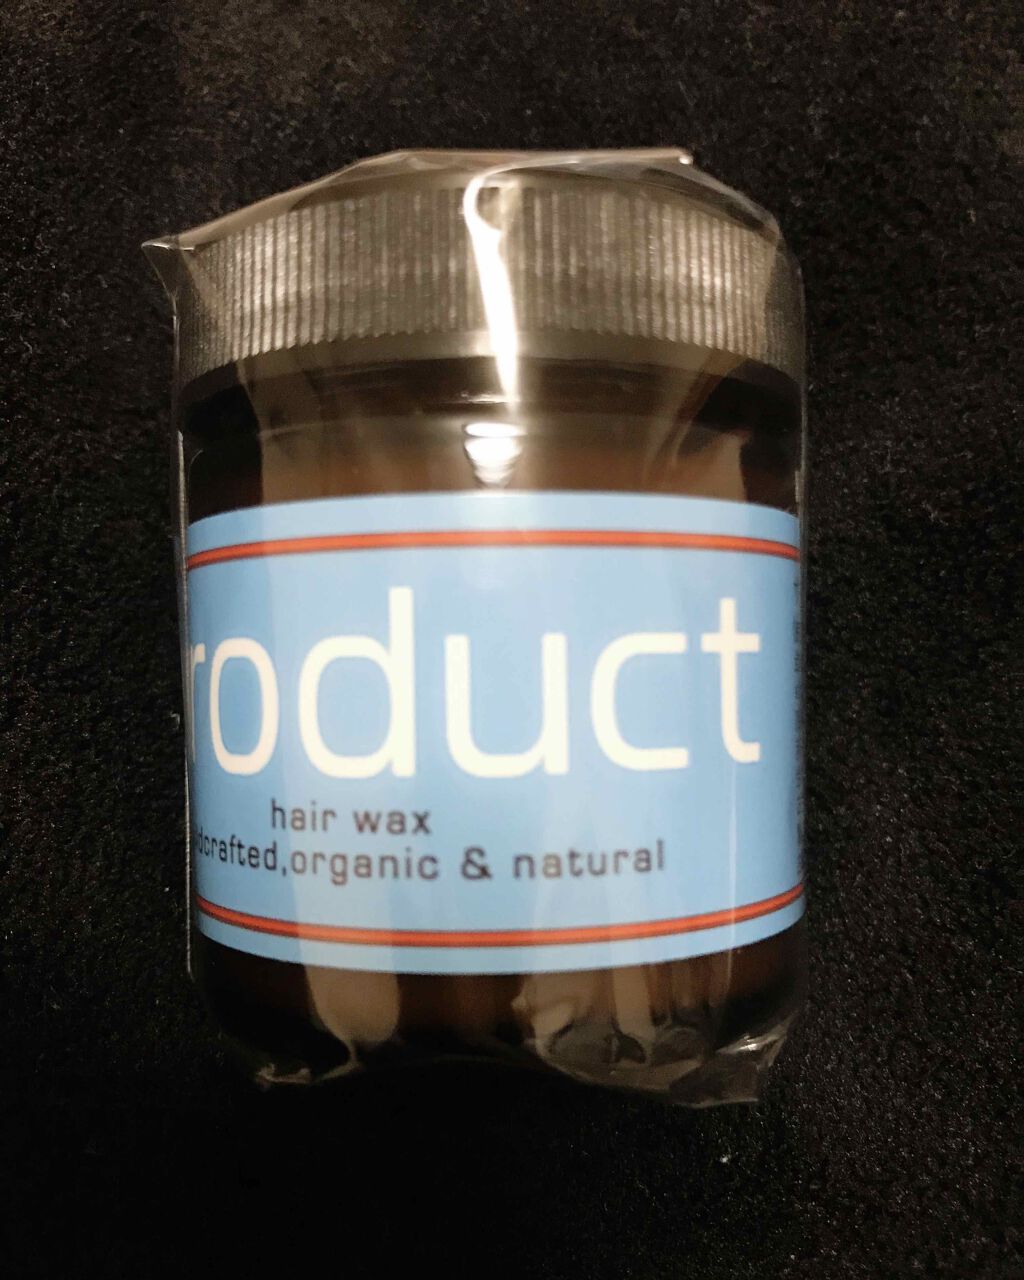 roduct
hair wax
dcrafted,organic & natural